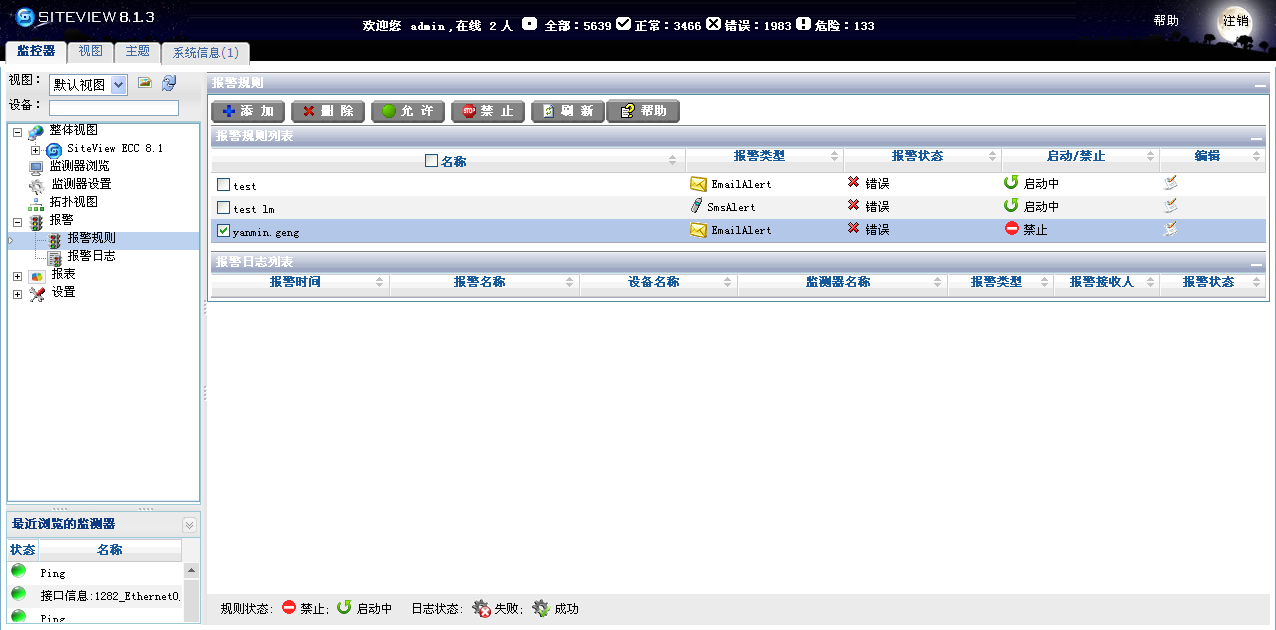 SITEVIEW 8.1.3
欢迎您 admin,在线 2 人 全部：5639 正常：3466 错误：1983 危险：133
帮助 注销
监控器 视图 主题 系统信息(1)
视图： 默认视图
设备：
整体视图
SiteView ECC 8.1
监测器浏览
监测器设置
拓扑视图
报警
报警规则
报警日志
报表
设置
最近浏览的监测器
状态 名称
Ping
接口信息:1282_Ethernet0,
Ping
报警规则
添 加 删 除 允 许 STOP 禁 止 刷 新 帮助
报警规则列表
名称 报警类型 报警状态 启动/禁止 编辑
test EmailAlert 错误 启动中
test lm SmsAlert 错误 启动中
yanmin.geng EmailAlert 错误 禁止
报警日志列表
报警时间 报警名称 设备名称 监测器名称 报警类型 报警接收人 报警状态
规则状态: 禁止; 启动中 日志状态: 失败; 成功